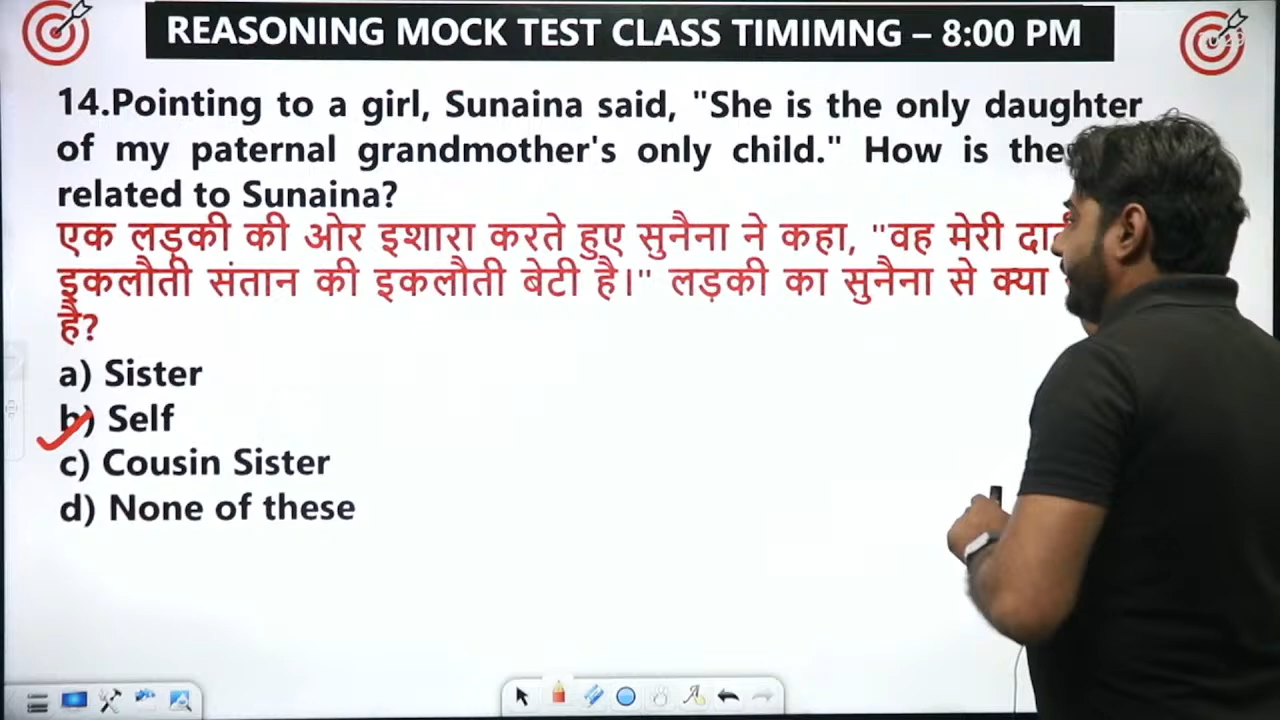 REASONING MOCK TEST CLASS TIMIMNG – 8:00 PM
14.Pointing to a girl, Sunaina said, "She is the only daughter
of my paternal grandmother's only child." How is the
related to Sunaina?
एक लड़की की ओर इशारा करते हुए सुनैना ने कहा, "वह मेरी
इकलौती संतान की इकलौती बेटी है।" लड़की का सुनैना से क्या
है?
a) Sister
b) Self
c) Cousin Sister
d) None of these